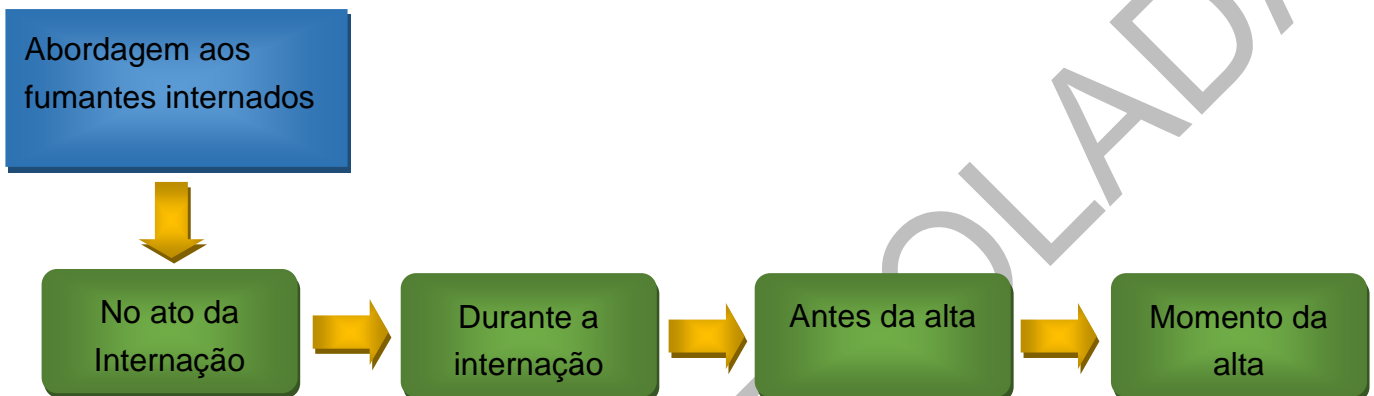 Abordagem aos
fumantes internados
No ato da
Internação
Durante a
internação
Antes da alta
Momento da
alta